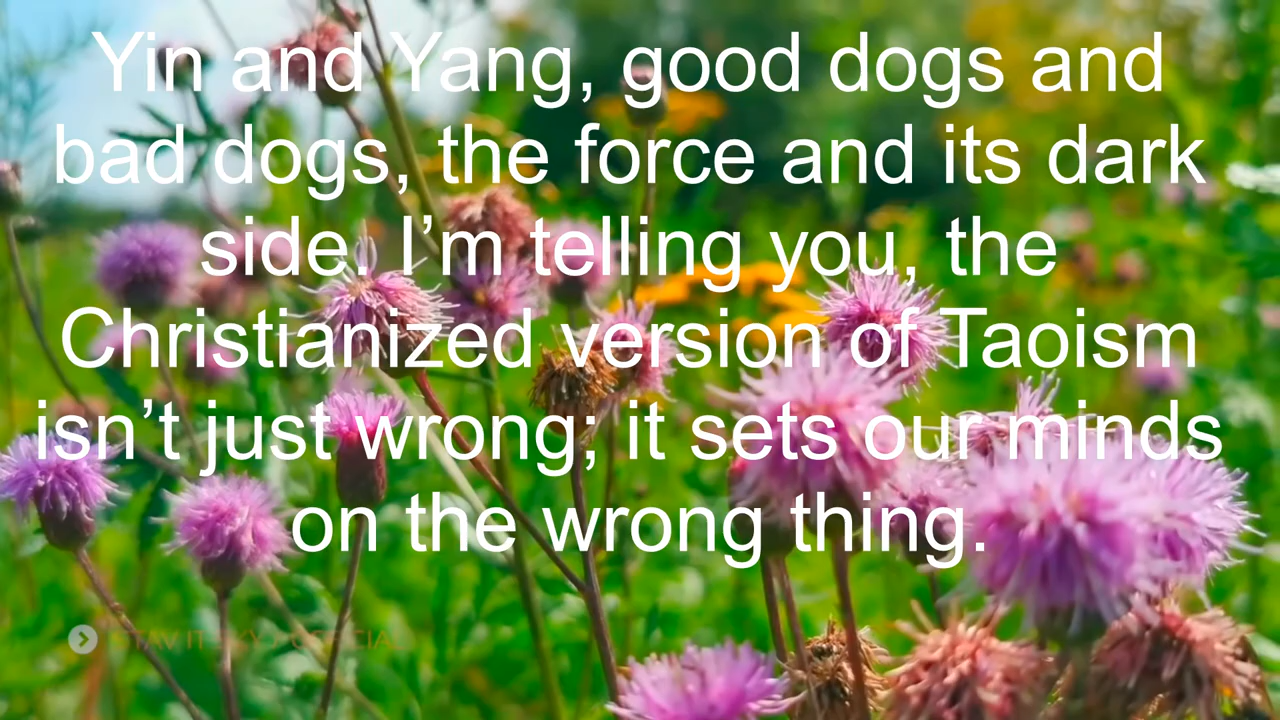 Yin and Yang, good dogs and
bad dogs, the force and its dark
side. I’m telling you, the
Christianized version of Taoism
isn’t just wrong; it sets our minds
on the wrong thing.